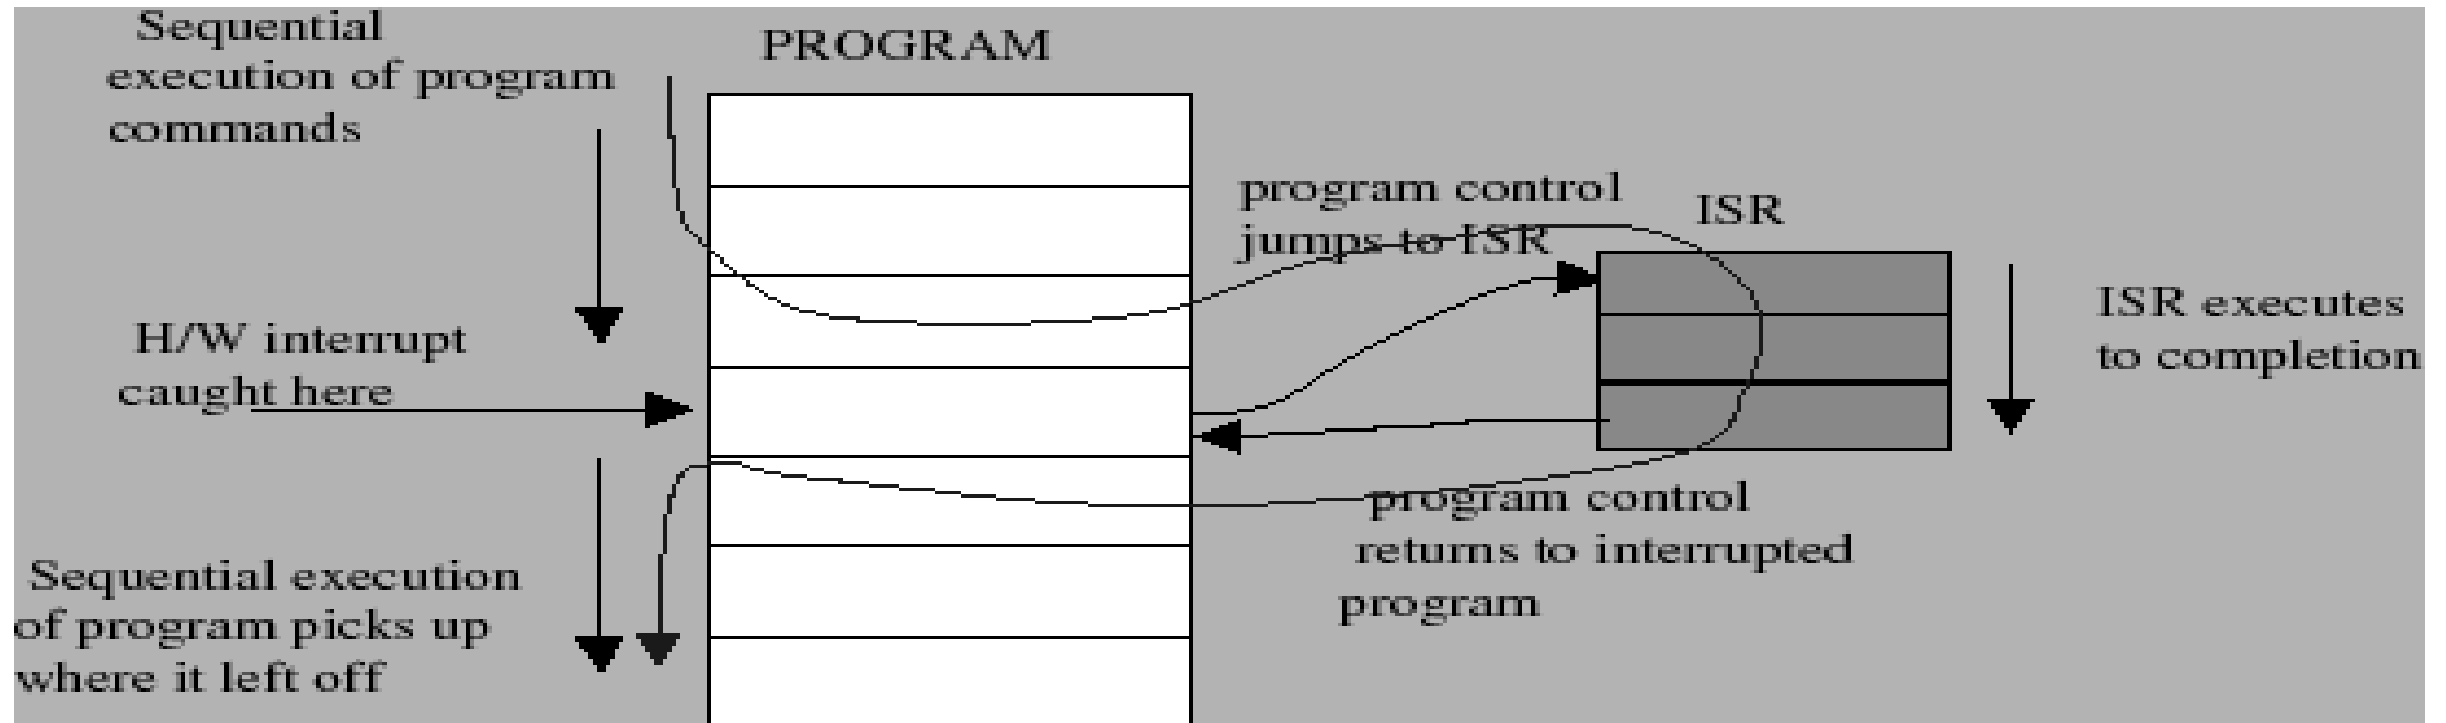 Sequential
execution of program
commands
PROGRAM
program control
jumps to ISR
ISR
ISR executes
to completion
H/W interrupt
caught here
program control
returns to interrupted
program
Sequential execution
of program picks up
where it left off